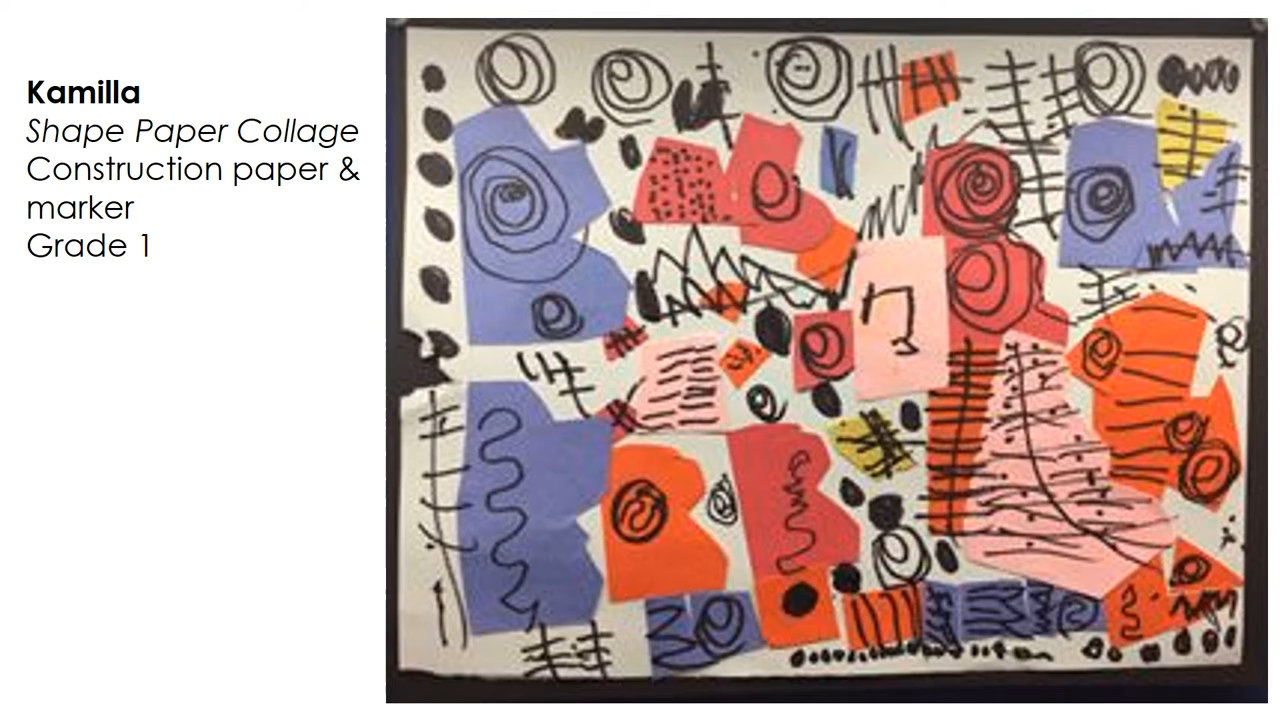 Kamilla
Shape Paper Collage
Construction paper &
marker
Grade 1